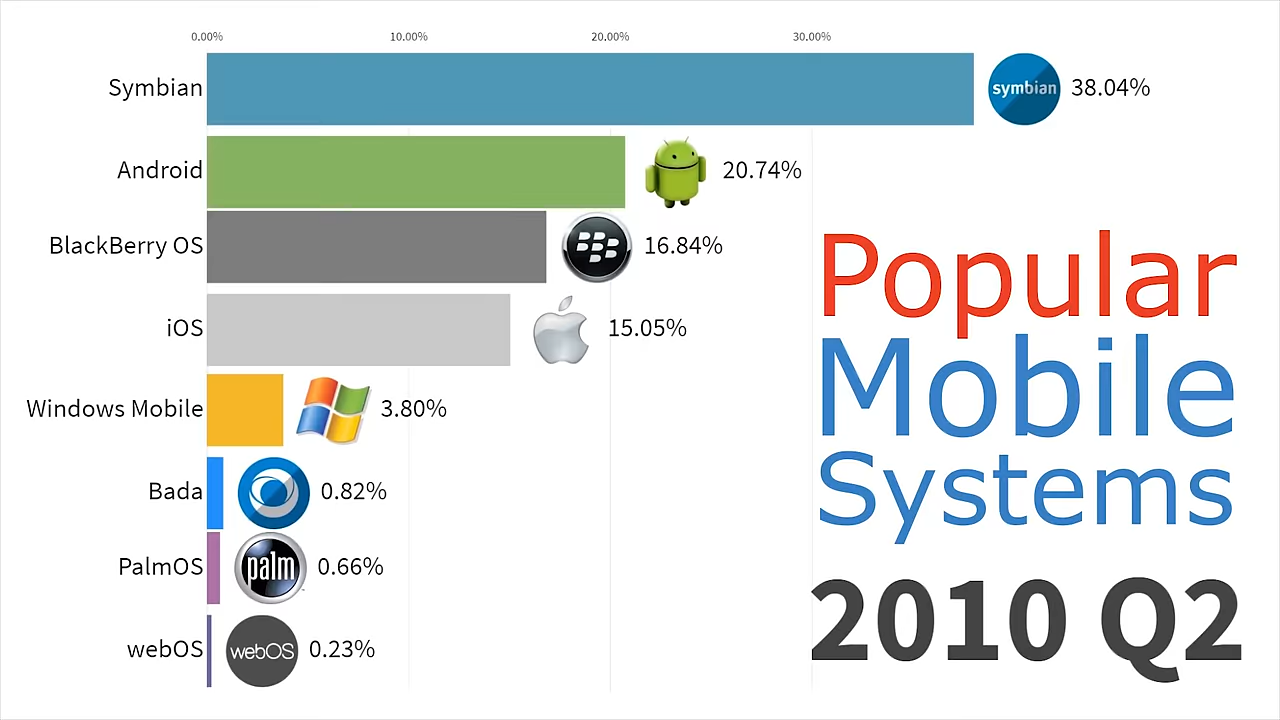 0.00% 10.00% 20.00% 30.00%
Symbian symbian 38.04%
Android 20.74%
BlackBerry OS 16.84%
iOS 15.05%
Windows Mobile 3.80%
Bada 0.82%
PalmOS palm 0.66%
webOS webOS 0.23%
Popular
Mobile
Systems
2010 Q2